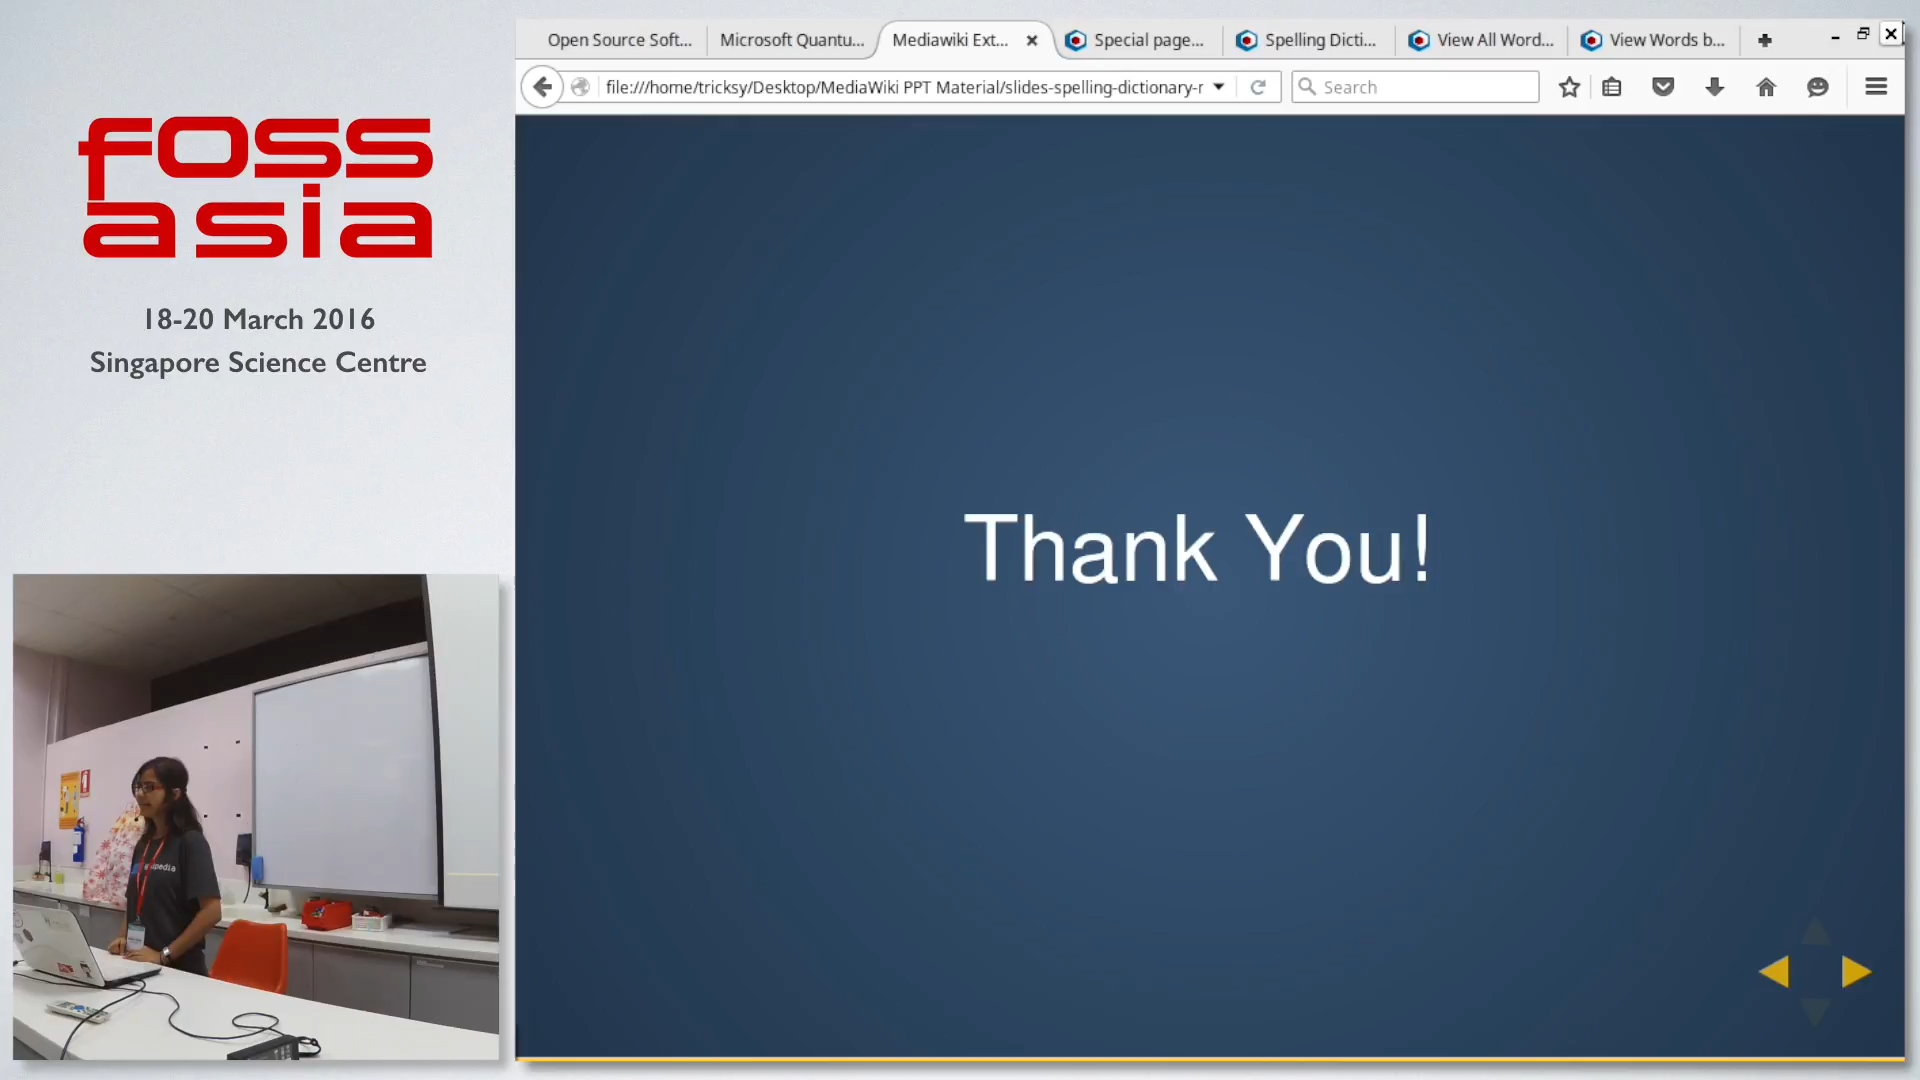 foss
asia
18-20 March 2016
Singapore Science Centre
Open Source Soft...
Microsoft Quantu...
Mediawiki Ext...
Special page...
Spelling Dicti...
View All Word...
View Words b...
file:///home/tricksy/Desktop/MediaWiki PPT Material/slides-spelling-dictionary-r
Search
Thank You!